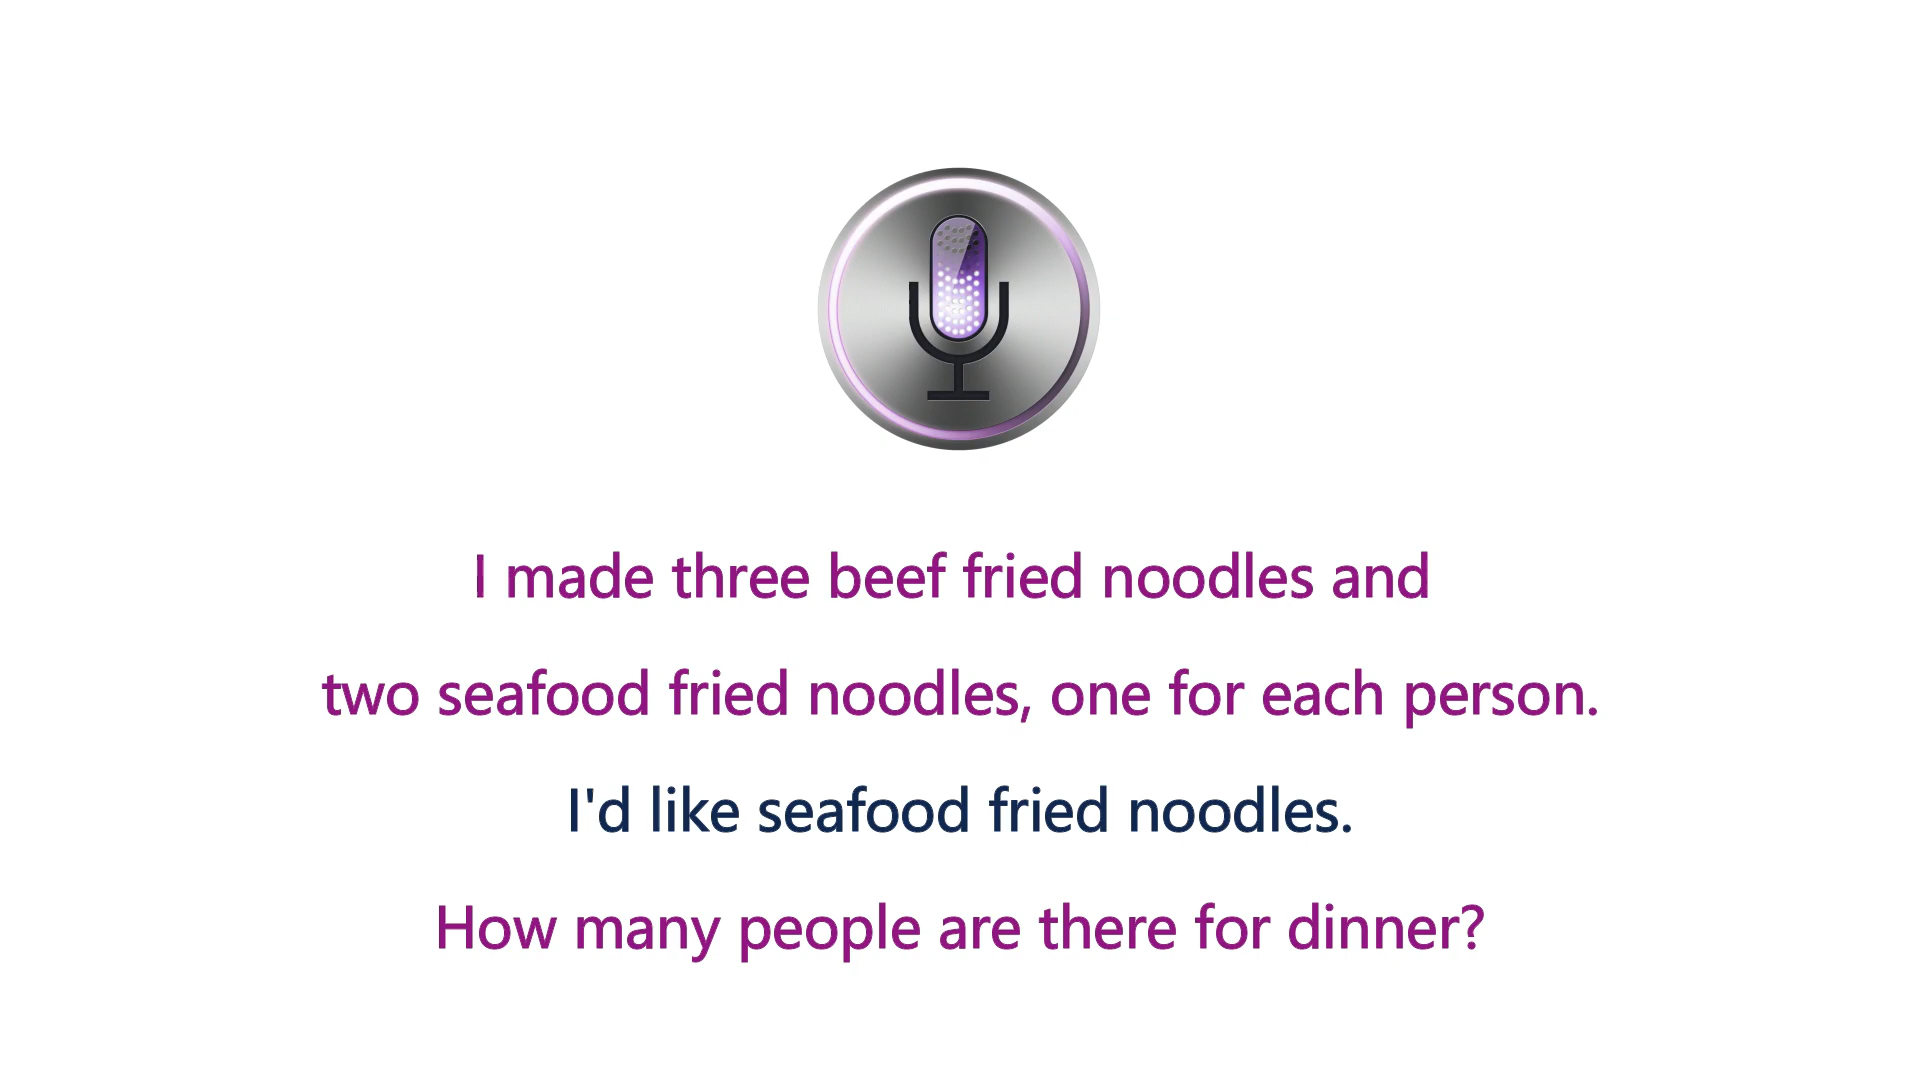 I made three beef fried noodles and
two seafood fried noodles, one for each person.
I'd like seafood fried noodles.
How many people are there for dinner?